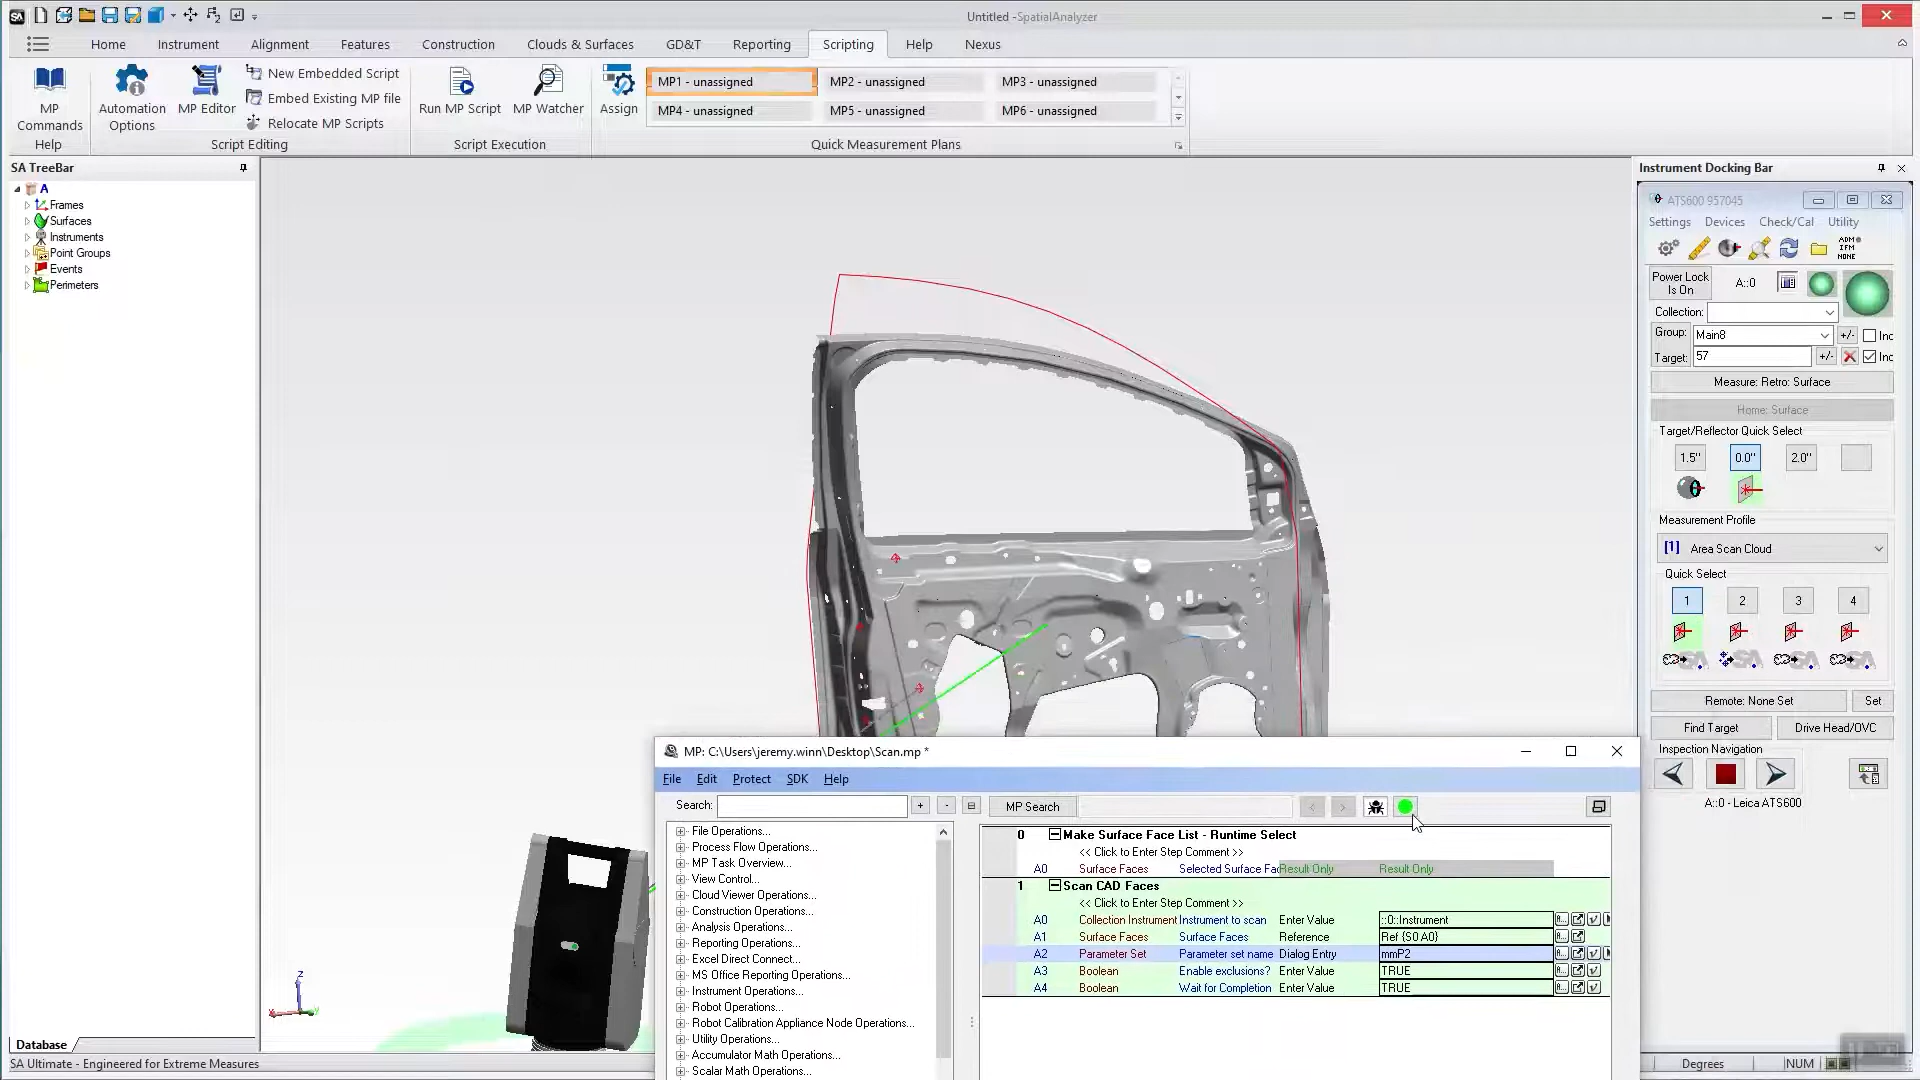 Untitled -SpatialAnalyzer
Home Instrument Alignment Features Construction Clouds & Surfaces GD&T Reporting Scripting Help Nexus
MP Commands
Help
Automation Options
MP Editor
New Embedded Script
Embed Existing MP file
Relocate MP Scripts
Script Editing
Run MP Script
MP Watcher
Script Execution
Assign
MP1 - unassigned MP2 - unassigned MP3 - unassigned
MP4 - unassigned MP5 - unassigned MP6 - unassigned
Quick Measurement Plans
SA TreeBar
A
Frames
Surfaces
Instruments
Point Groups
Events
Perimeters
Database
SA Ultimate - Engineered for Extreme Measures
Z
Instrument Docking Bar
ATS600 957045
Settings Devices Check/Cal Utility
ADM
IFM
NONE
Power Lock Is On
A::0
Collection:
Group: Main8 +/- Inc
Target: 57 +/- Inc
Measure: Retro: Surface
Home: Surface
Target/Reflector Quick Select
1.5" 0.0" 2.0"
Measurement Profile
[1] Area Scan Cloud
Quick Select
1 2 3 4
Remote: None Set Set
Find Target Drive Head/OVC
Inspection Navigation
A::0 - Leica ATS600
Degrees NUM
MP: C:\Users\jeremy.winn\Desktop\Scan.mp *
File Edit Protect SDK Help
Search: + - MP Search
File Operations...
Process Flow Operations...
MP Task Overview...
View Control...
Cloud Viewer Operations...
Construction Operations...
Analysis Operations...
Reporting Operations...
Excel Direct Connect...
MS Office Reporting Operations...
Instrument Operations...
Robot Operations...
Robot Calibration Appliance Node Operations...
Utility Operations...
Accumulator Math Operations...
Scalar Math Operations...
0 Make Surface Face List - Runtime Select
<< Click to Enter Step Comment >>
A0 Surface Faces Selected Surface Fac Result Only Result Only
1 Scan CAD Faces
<< Click to Enter Step Comment >>
A0 Collection Instrument Instrument to scan Enter Value ::0::Instrument
A1 Surface Faces Surface Faces Reference Ref {S0 A0}
A2 Parameter Set Parameter set name Dialog Entry mmP2
A3 Boolean Enable exclusions? Enter Value TRUE
A4 Boolean Wait for Completion Enter Value TRUE